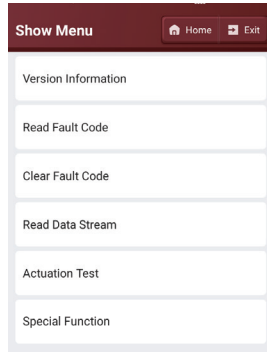 Show Menu
Home
Exit
Version Information
Read Fault Code
Clear Fault Code
Read Data Stream
Actuation Test
Special Function